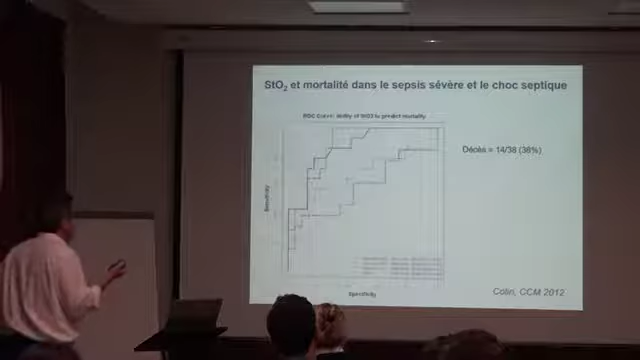 StO₂ et mortalité dans le sepsis sévère et le choc septique
ROC Curve: Ability of StO2 to predict mortality
Décès = 14/38 (38%)
Sensitivity
Specificity
Colin, CCM 2012